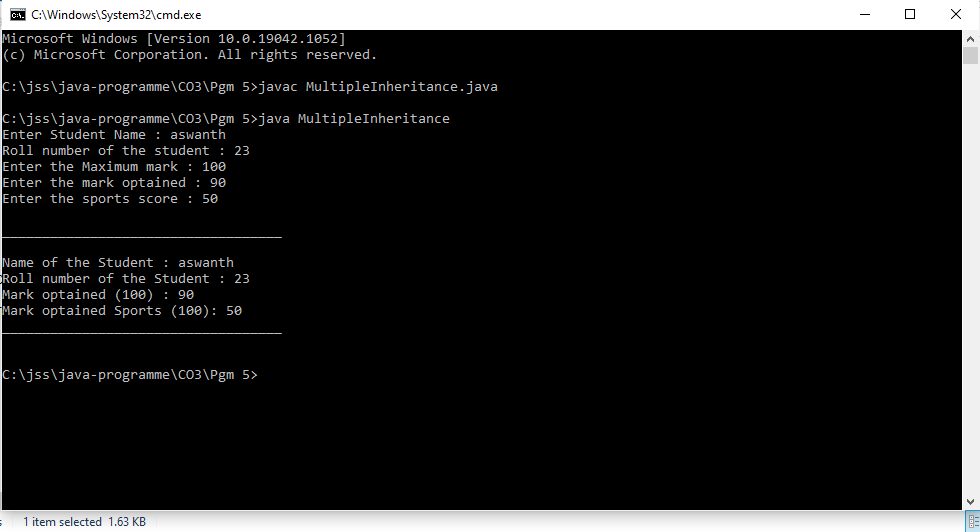 C:\Windows\System32\cmd.exe
Microsoft Windows [Version 10.0.19042.1052]
(c) Microsoft Corporation. All rights reserved.
C:\jss\java-programme\CO3\Pgm 5>javac MultipleInheritance.java
C:\jss\java-programme\CO3\Pgm 5>java MultipleInheritance
Enter Student Name : aswanth
Roll number of the student : 23
Enter the Maximum mark : 100
Enter the mark optained : 90
Enter the sports score : 50
___________________________________
Name of the Student : aswanth
Roll number of the Student : 23
Mark optained (100) : 90
Mark optained Sports (100): 50
___________________________________
C:\jss\java-programme\CO3\Pgm 5>
1 item selected 1.63 KB